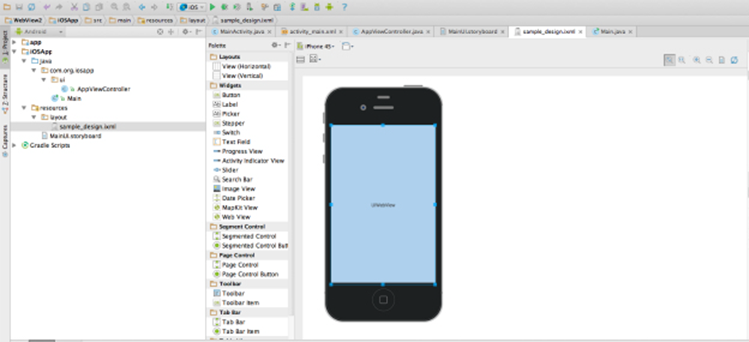 iOS
WebView2 iOSApp src main resources layout sample_design.ixml
Android
MainActivity.java activity_main.xml AppViewController.java MainUI.storyboard sample_design.ixml Main.java
1: Project
Z: Structure
Captures
app
iOSApp
java
com.org.iosapp
ui
AppViewController
Main
resources
layout
sample_design.ixml
MainUI.storyboard
Gradle Scripts
Palette
Layouts
View (Horizontal)
View (Vertical)
Widgets
Button
Label
Picker
Stepper
Switch
Text Field
Progress View
Activity Indicator View
Slider
Search Bar
Image View
Date Picker
MapKit View
Web View
Segment Control
Segmented Control
Segmented Control But
Page Control
Page Control
Page Control Button
Toolbar
Toolbar
Toolbar Item
Tab Bar
Tab Bar
Tab Bar Item
iPhone 4S
UIWebView